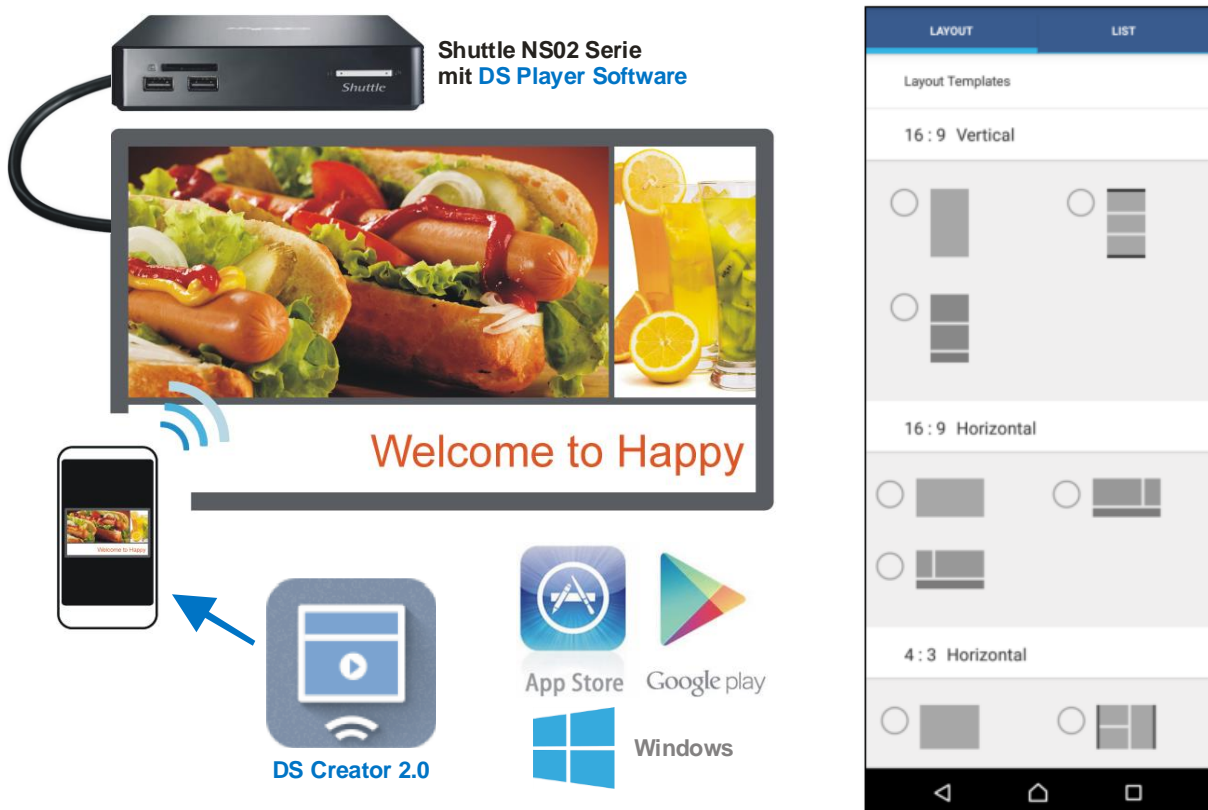 Shuttle NS02 Serie
mit DS Player Software
Shuttle
Welcome to Happy
Welcome to Happy
DS Creator 2.0
App Store
Google play
Windows
LAYOUT
LIST
Layout Templates
16 : 9 Vertical
16 : 9 Horizontal
4 : 3 Horizontal